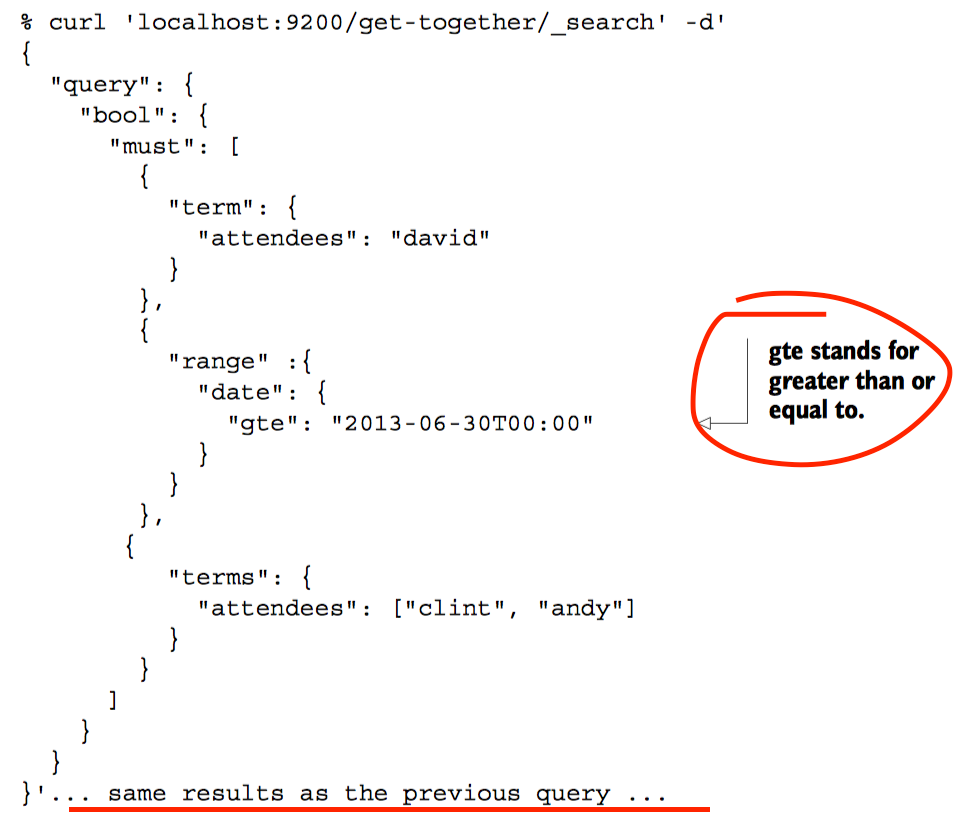 % curl 'localhost:9200/get-together/_search' -d'
{
  "query": {
    "bool": {
      "must": [
        {
          "term": {
            "attendees": "david"
          }
        },
        {
          "range" :{
            "date": {
              "gte": "2013-06-30T00:00"
            }
          }
        },
       {
          "terms": {
            "attendees": ["clint", "andy"]
          }
        }
      ]
    }
  }
}'... same results as the previous query ...
gte stands for
greater than or
equal to.